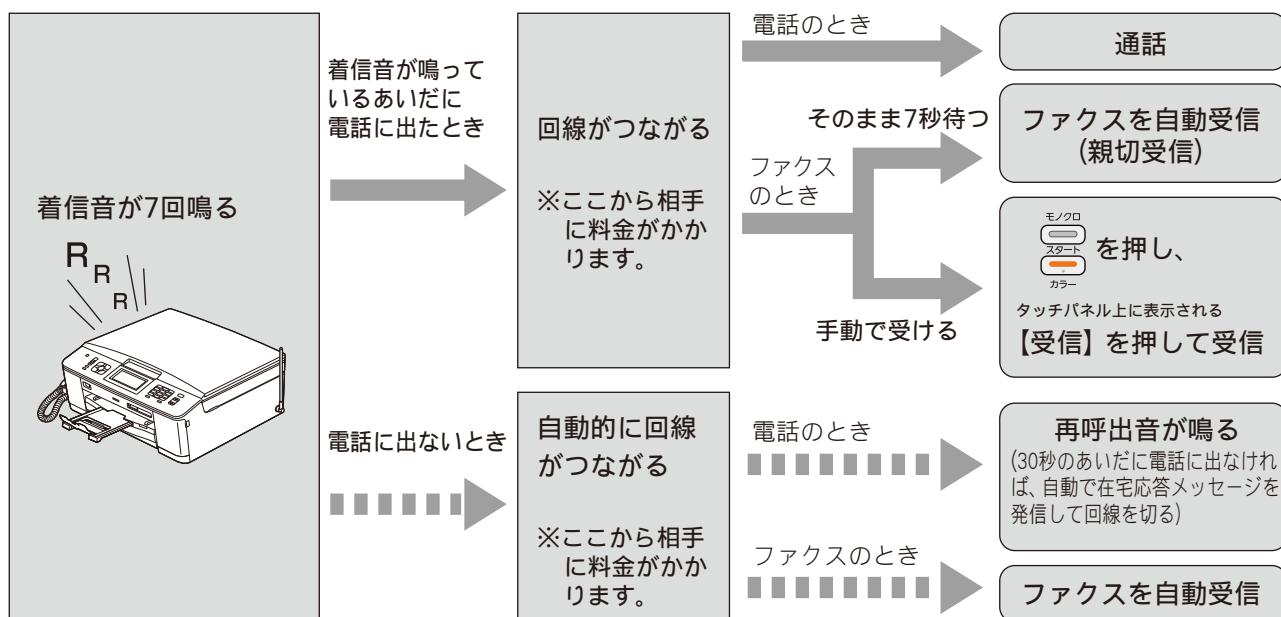 着信音が7回鳴る
R
R
R
着信音が鳴って
いるあいだに
電話に出たとき
回線がつながる
※ここから相手
に料金がかか
ります。
電話のとき
通話
ファクス
のとき
そのまま7秒待つ
ファクスを自動受信
(親切受信)
手動で受ける
モノクロ
スタート
カラー
を押し、
タッチパネル上に表示される
【受信】を押して受信
電話に出ないとき
自動的に回線
がつながる
※ここから相手
に料金がかか
ります。
電話のとき
再呼出音が鳴る
(30秒のあいだに電話に出なけれ
ば、自動で在宅応答メッセージを
発信して回線を切る)
ファクスのとき
ファクスを自動受信